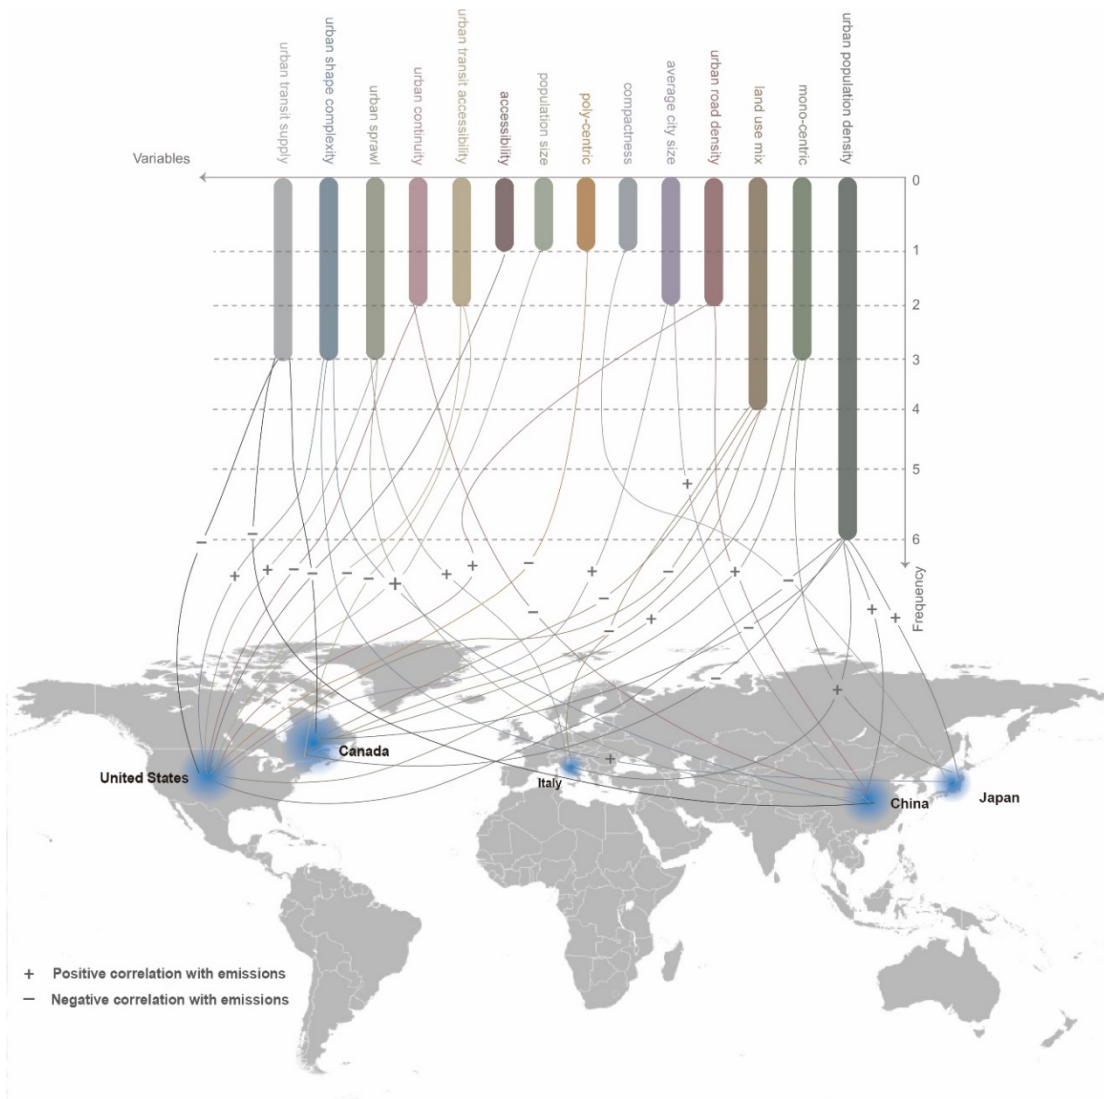 urban transit supply
urban shape complexity
urban sprawl
urban continuity
urban transit accessibility
accessibility
population size
poly-centric
compactness
average city size
urban road density
land use mix
mono-centric
urban population density
Variables
0
1
2
3
4
5
6
Frequency
Canada
United States
Italy
China
Japan
+ Positive correlation with emissions
− Negative correlation with emissions